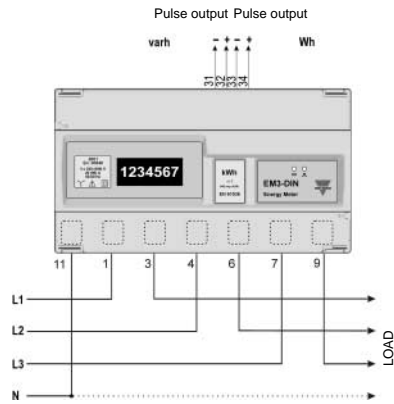 Pulse output Pulse output
varh − + − + Wh
31 32 33 34
1234567
kWh
EM3-DIN
Energy Meter
11 1 3 4 6 7 9
L1
L2
L3
N
LOAD